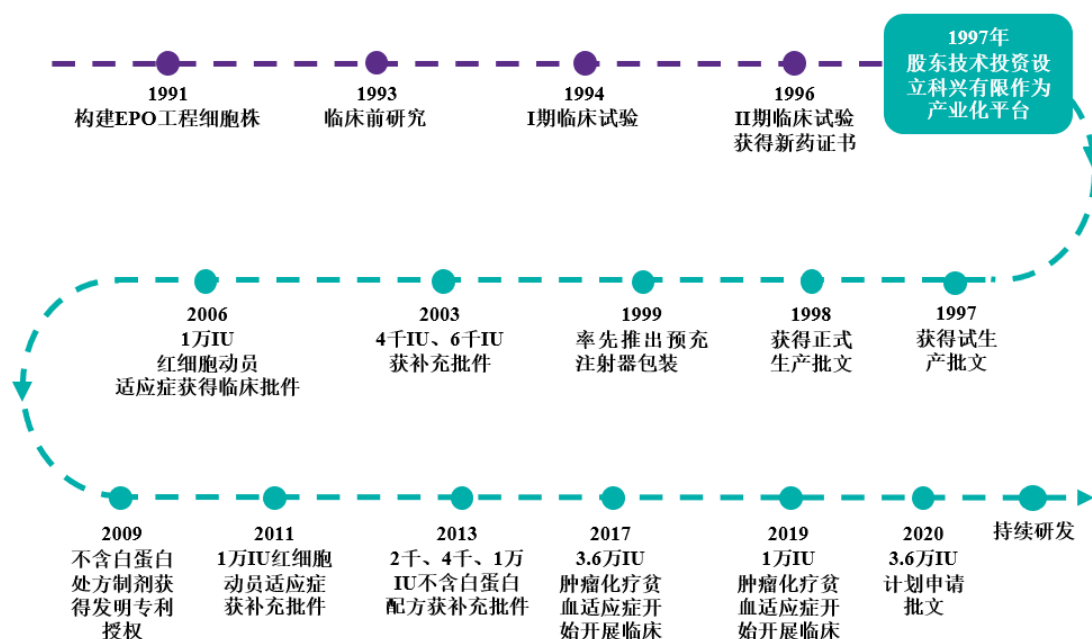 1991
构建EPO工程细胞株
1993
临床前研究
1994
I期临床试验
1996
II期临床试验
获得新药证书
1997年
股东技术投资设
立科兴有限作为
产业化平台
1997
获得试生
产批文
1998
获得正式
生产批文
1999
率先推出预充
注射器包装
2003
4千IU、6千IU
获补充批件
2006
1万IU
红细胞动员
适应症获得临床批件
2009
不含白蛋白
处方制剂获
得发明专利
授权
2011
1万IU红细胞
动员适应症
获补充批件
2013
2千、4千、1万
IU不含白蛋白
配方获补充批件
2017
3.6万IU
肿瘤化疗贫
血适应症开
始开展临床
2019
1万IU
肿瘤化疗贫
血适应症开
始开展临床
2020
3.6万IU
计划申请
批文
持续研发